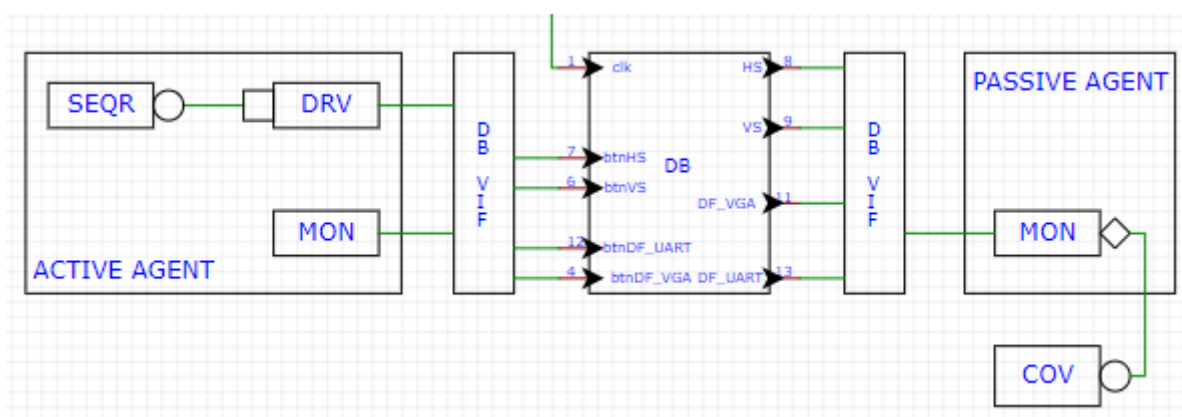 SEQR
DRV
MON
ACTIVE AGENT
DB VIF
1 clk
7 btnHS
6 btnVS
12 btnDF_UART
4 btnDF_VGA
DB
HS 8
VS 9
DF_VGA 11
DF_UART 13
DB VIF
PASSIVE AGENT
MON
COV